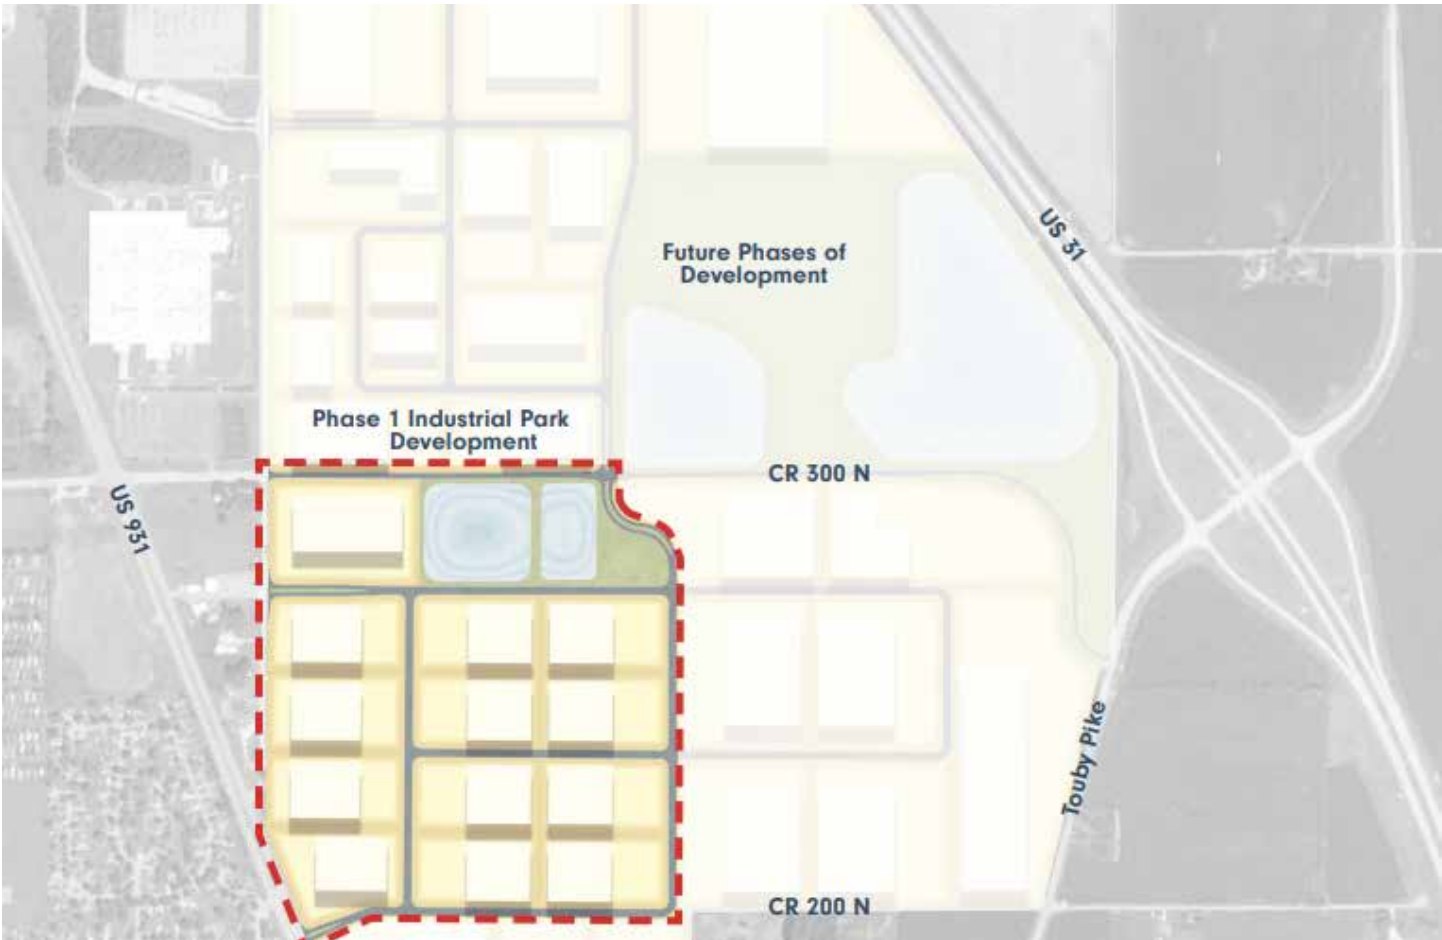 US 31
Future Phases of
Development
Phase 1 Industrial Park
Development
CR 300 N
US 931
Touby Pike
CR 200 N